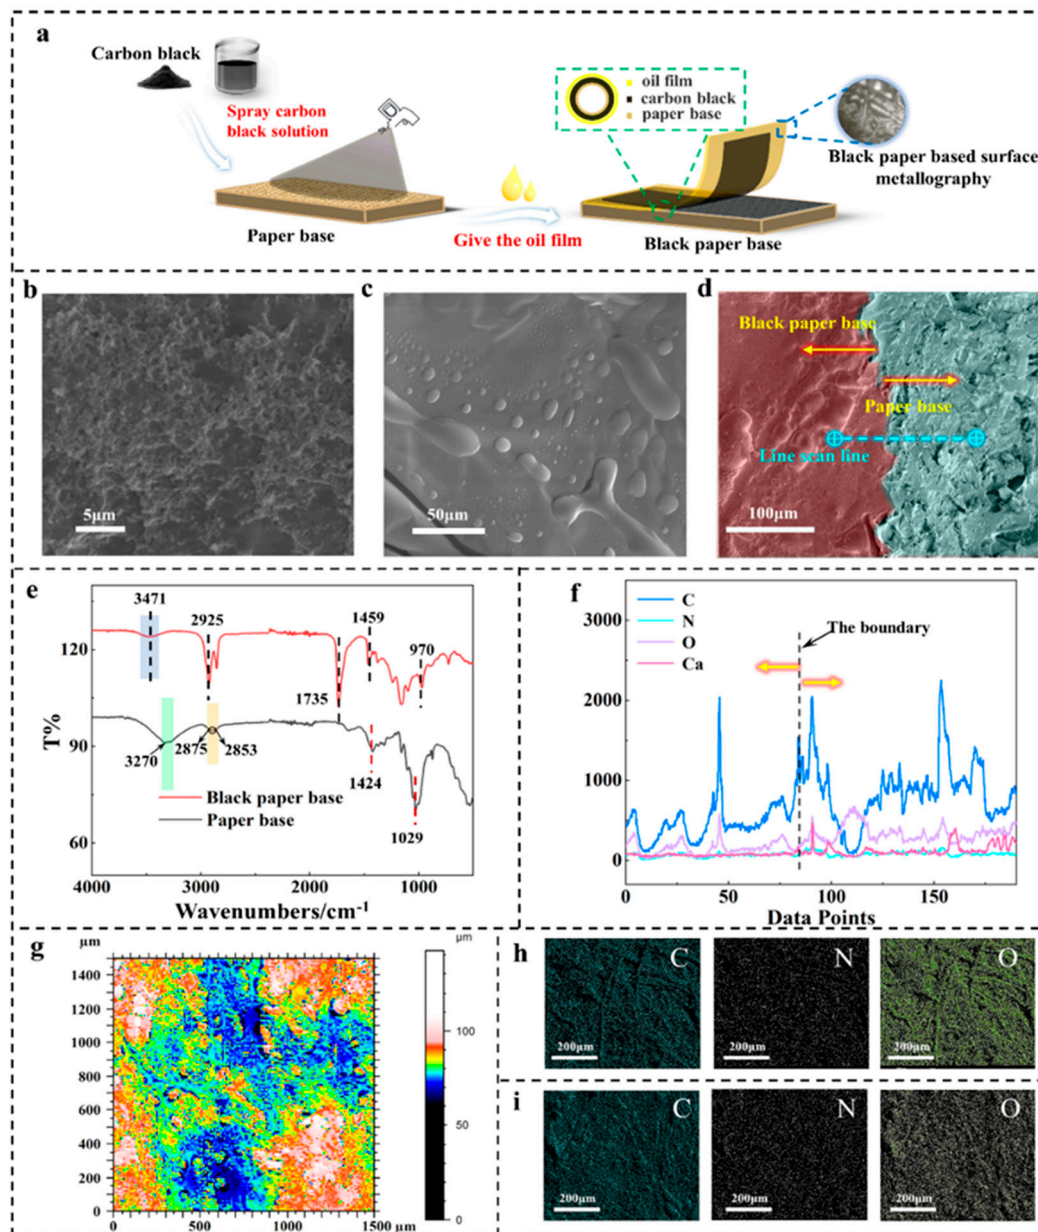 a
Carbon black
Spray carbon
black solution
Paper base
Give the oil film
oil film
carbon black
paper base
Black paper base
Black paper based surface
metallography
b
5μm
c
50μm
d
Black paper base
Paper base
Line scan line
100μm
e
3471
2925
1459
970
1735
3270
2875
2853
1424
1029
Black paper base
Paper base
120
90
60
T%
4000
3000
2000
1000
Wavenumbers/cm-1
f
C
N
O
Ca
The boundary
3000
2000
1000
0
0
50
100
150
Data Points
g
μm
1500
1400
1200
1000
800
600
400
200
0
0
500
1000
1500
μm
μm
100
50
0
h
C
200μm
N
200μm
O
200μm
i
C
200μm
N
200μm
O
200μm